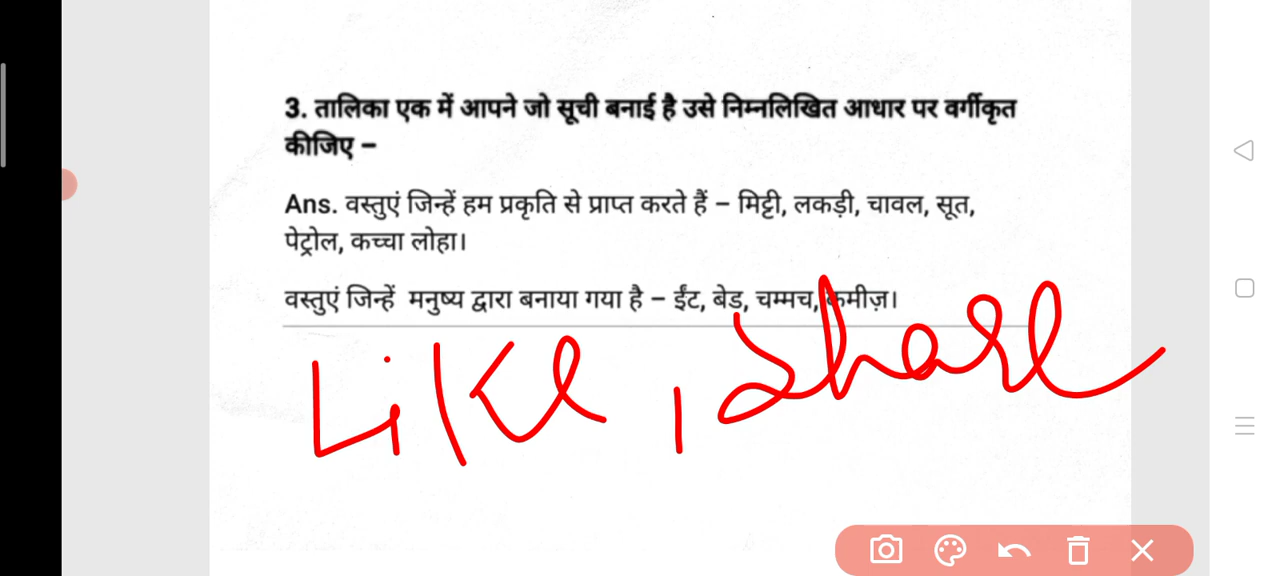 3. तालिका एक में आपने जो सूची बनाई है उसे निम्नलिखित आधार पर वर्गीकृत
कीजिए –
Ans. वस्तुएं जिन्हें हम प्रकृति से प्राप्त करते हैं – मिट्टी, लकड़ी, चावल, सूत,
पेट्रोल, कच्चा लोहा।
वस्तुएं जिन्हें मनुष्य द्वारा बनाया गया है – ईंट, बेड, चम्मच, कमीज़।
Like, share